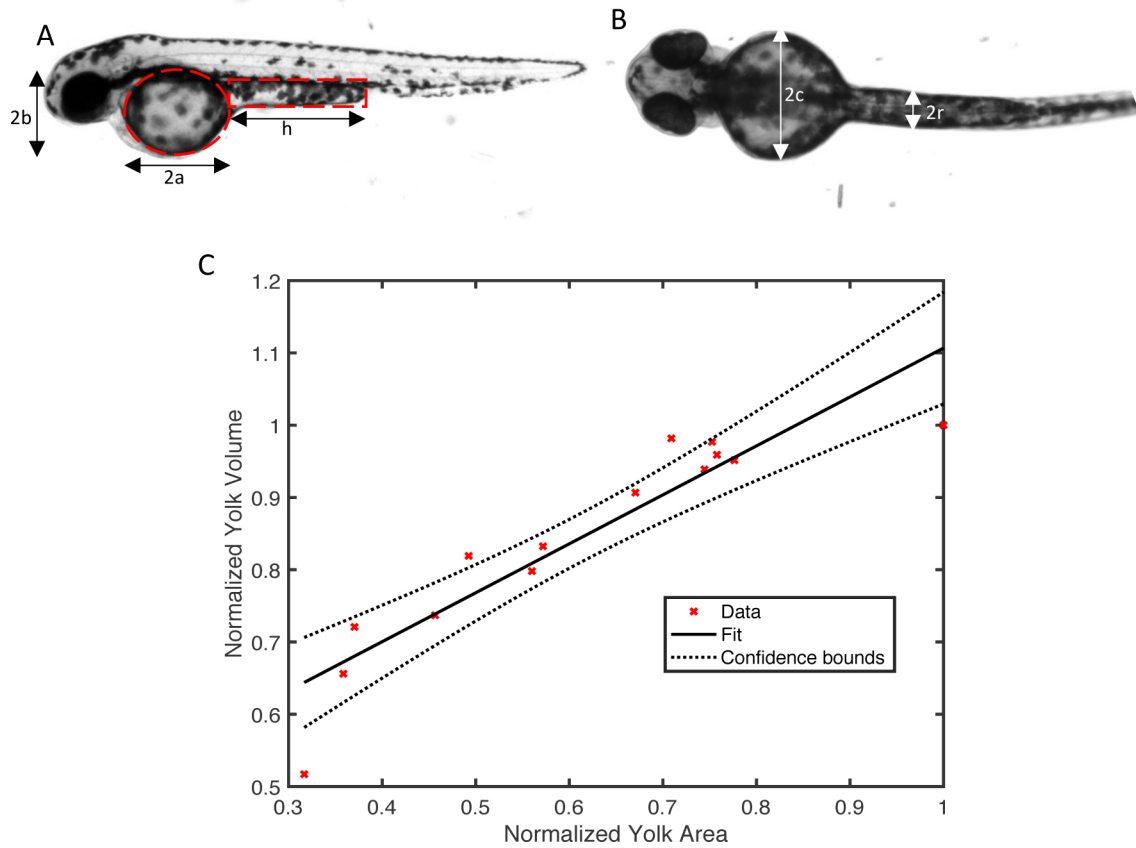 A
B
2b
2a
h
2c
2r
C
Normalized Yolk Volume
1.2
1.1
1
0.9
0.8
0.7
0.6
0.5
0.3
0.4
0.5
0.6
0.7
0.8
0.9
1
Normalized Yolk Area
Data
Fit
Confidence bounds